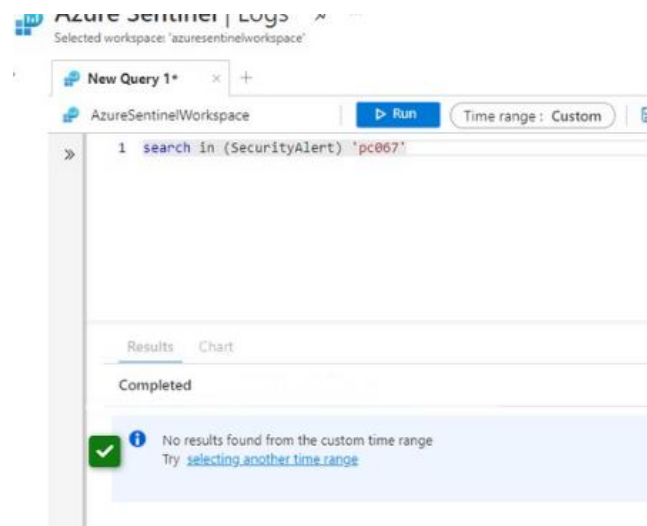 Azure Sentinel | Logs
Selected workspace: 'azuresentinelworkspace'
New Query 1*
AzureSentinelWorkspace
Run
Time range : Custom
1 search in (SecurityAlert) 'pc067'
Results Chart
Completed
No results found from the custom time range
Try selecting another time range